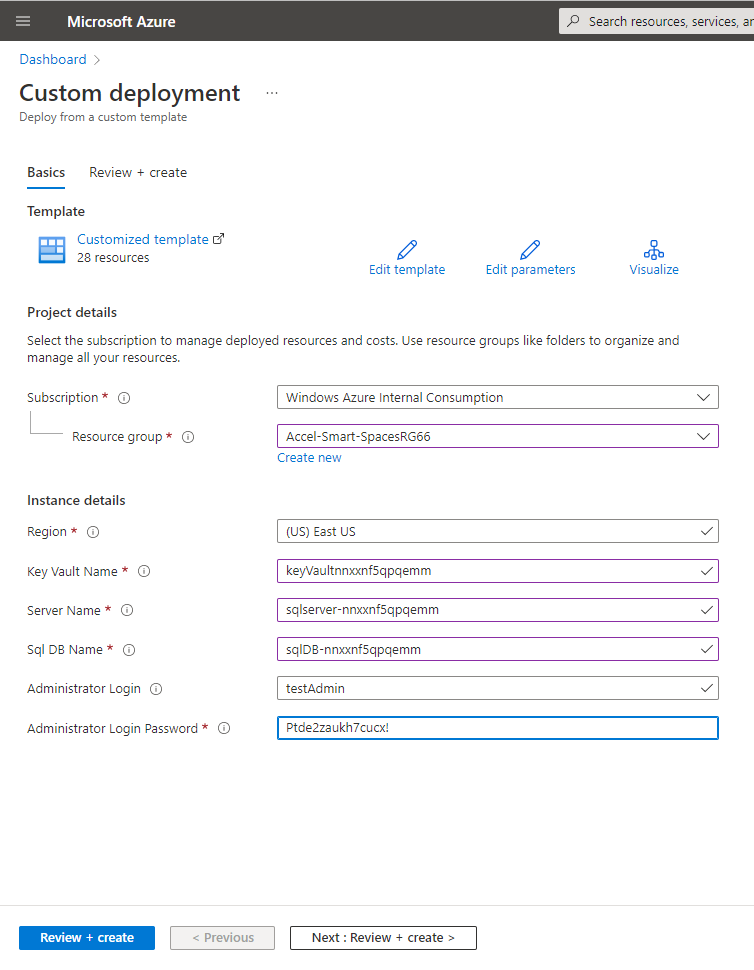 Microsoft Azure
Search resources, services, ar
Dashboard >
Custom deployment ...
Deploy from a custom template
Basics Review + create
Template
Customized template
28 resources
Edit template Edit parameters Visualize
Project details
Select the subscription to manage deployed resources and costs. Use resource groups like folders to organize and
manage all your resources.
Subscription * Windows Azure Internal Consumption
Resource group * Accel-Smart-SpacesRG66
Create new
Instance details
Region * (US) East US
Key Vault Name * keyVaultnnxxnf5qpqemm
Server Name * sqlserver-nnxxnf5qpqemm
Sql DB Name * sqlDB-nnxxnf5qpqemm
Administrator Login testAdmin
Administrator Login Password * Ptde2zaukh7cucx!
Review + create < Previous Next : Review + create >